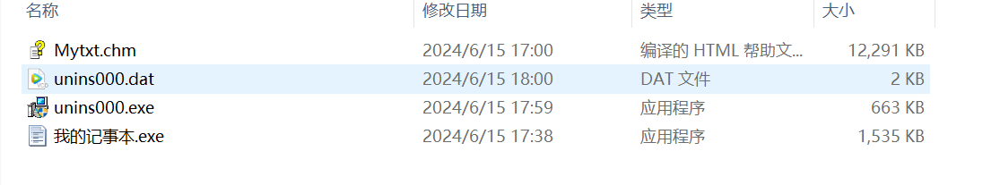 名称 修改日期 类型 大小
Mytxt.chm 2024/6/15 17:00 编译的 HTML 帮助文... 12,291 KB
unins000.dat 2024/6/15 18:00 DAT 文件 2 KB
unins000.exe 2024/6/15 17:59 应用程序 663 KB
我的记事本.exe 2024/6/15 17:38 应用程序 1,535 KB